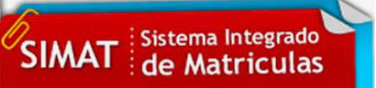 SIMAT
Sistema Integrado
de Matriculas